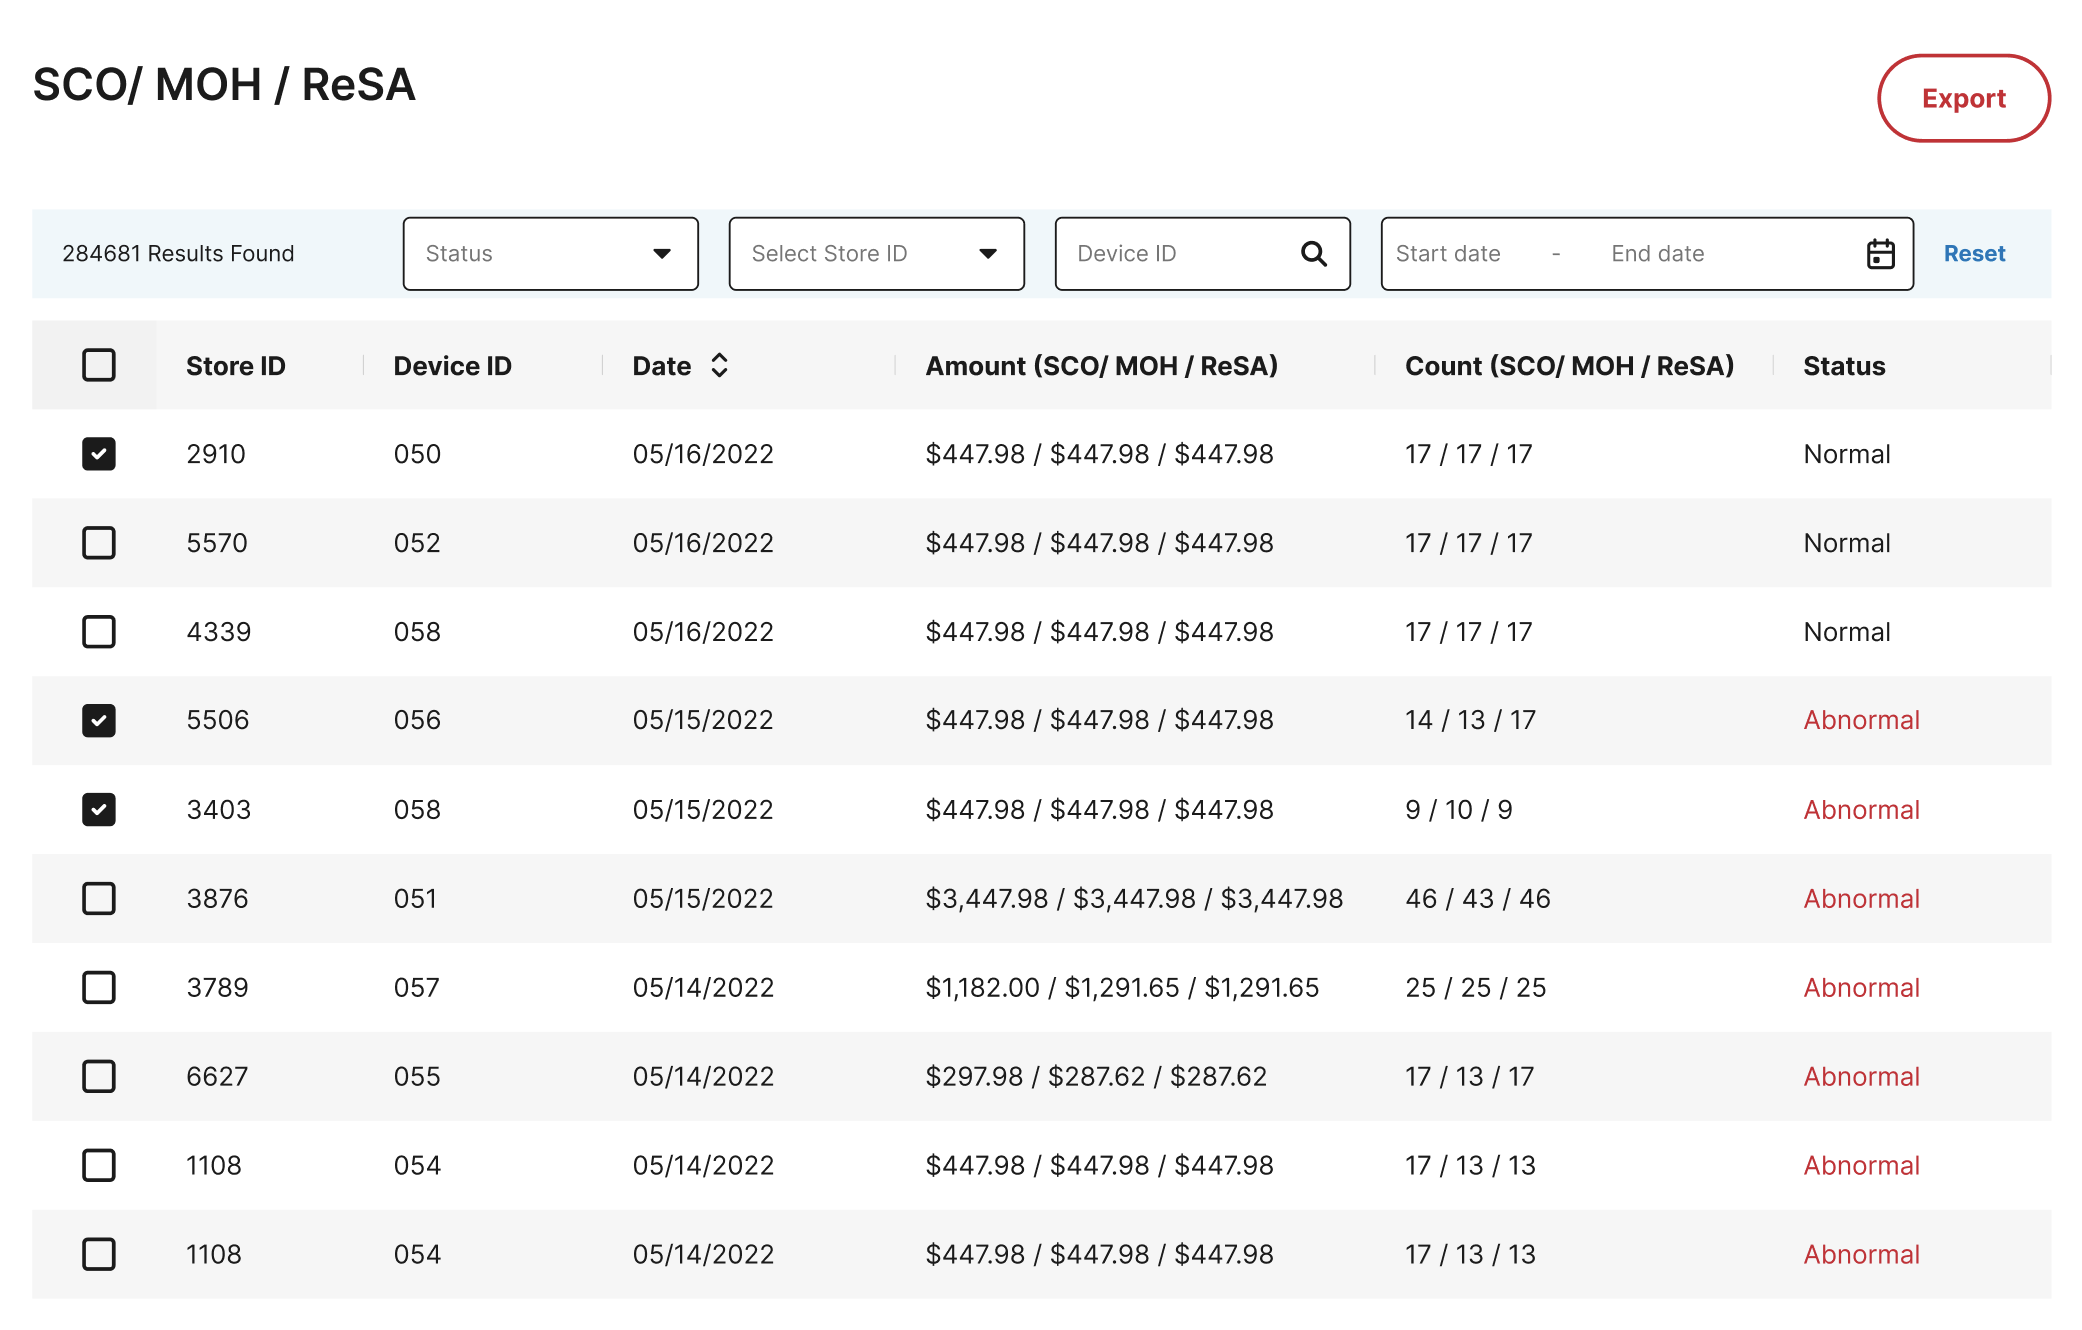 SCO/ MOH / ReSA
Export
284681 Results Found Status Select Store ID Device ID Start date - End date Reset
Store ID Device ID Date Amount (SCO/ MOH / ReSA) Count (SCO/ MOH / ReSA) Status
2910 050 05/16/2022 $447.98 / $447.98 / $447.98 17 / 17 / 17 Normal
5570 052 05/16/2022 $447.98 / $447.98 / $447.98 17 / 17 / 17 Normal
4339 058 05/16/2022 $447.98 / $447.98 / $447.98 17 / 17 / 17 Normal
5506 056 05/15/2022 $447.98 / $447.98 / $447.98 14 / 13 / 17 Abnormal
3403 058 05/15/2022 $447.98 / $447.98 / $447.98 9 / 10 / 9 Abnormal
3876 051 05/15/2022 $3,447.98 / $3,447.98 / $3,447.98 46 / 43 / 46 Abnormal
3789 057 05/14/2022 $1,182.00 / $1,291.65 / $1,291.65 25 / 25 / 25 Abnormal
6627 055 05/14/2022 $297.98 / $287.62 / $287.62 17 / 13 / 17 Abnormal
1108 054 05/14/2022 $447.98 / $447.98 / $447.98 17 / 13 / 13 Abnormal
1108 054 05/14/2022 $447.98 / $447.98 / $447.98 17 / 13 / 13 Abnormal